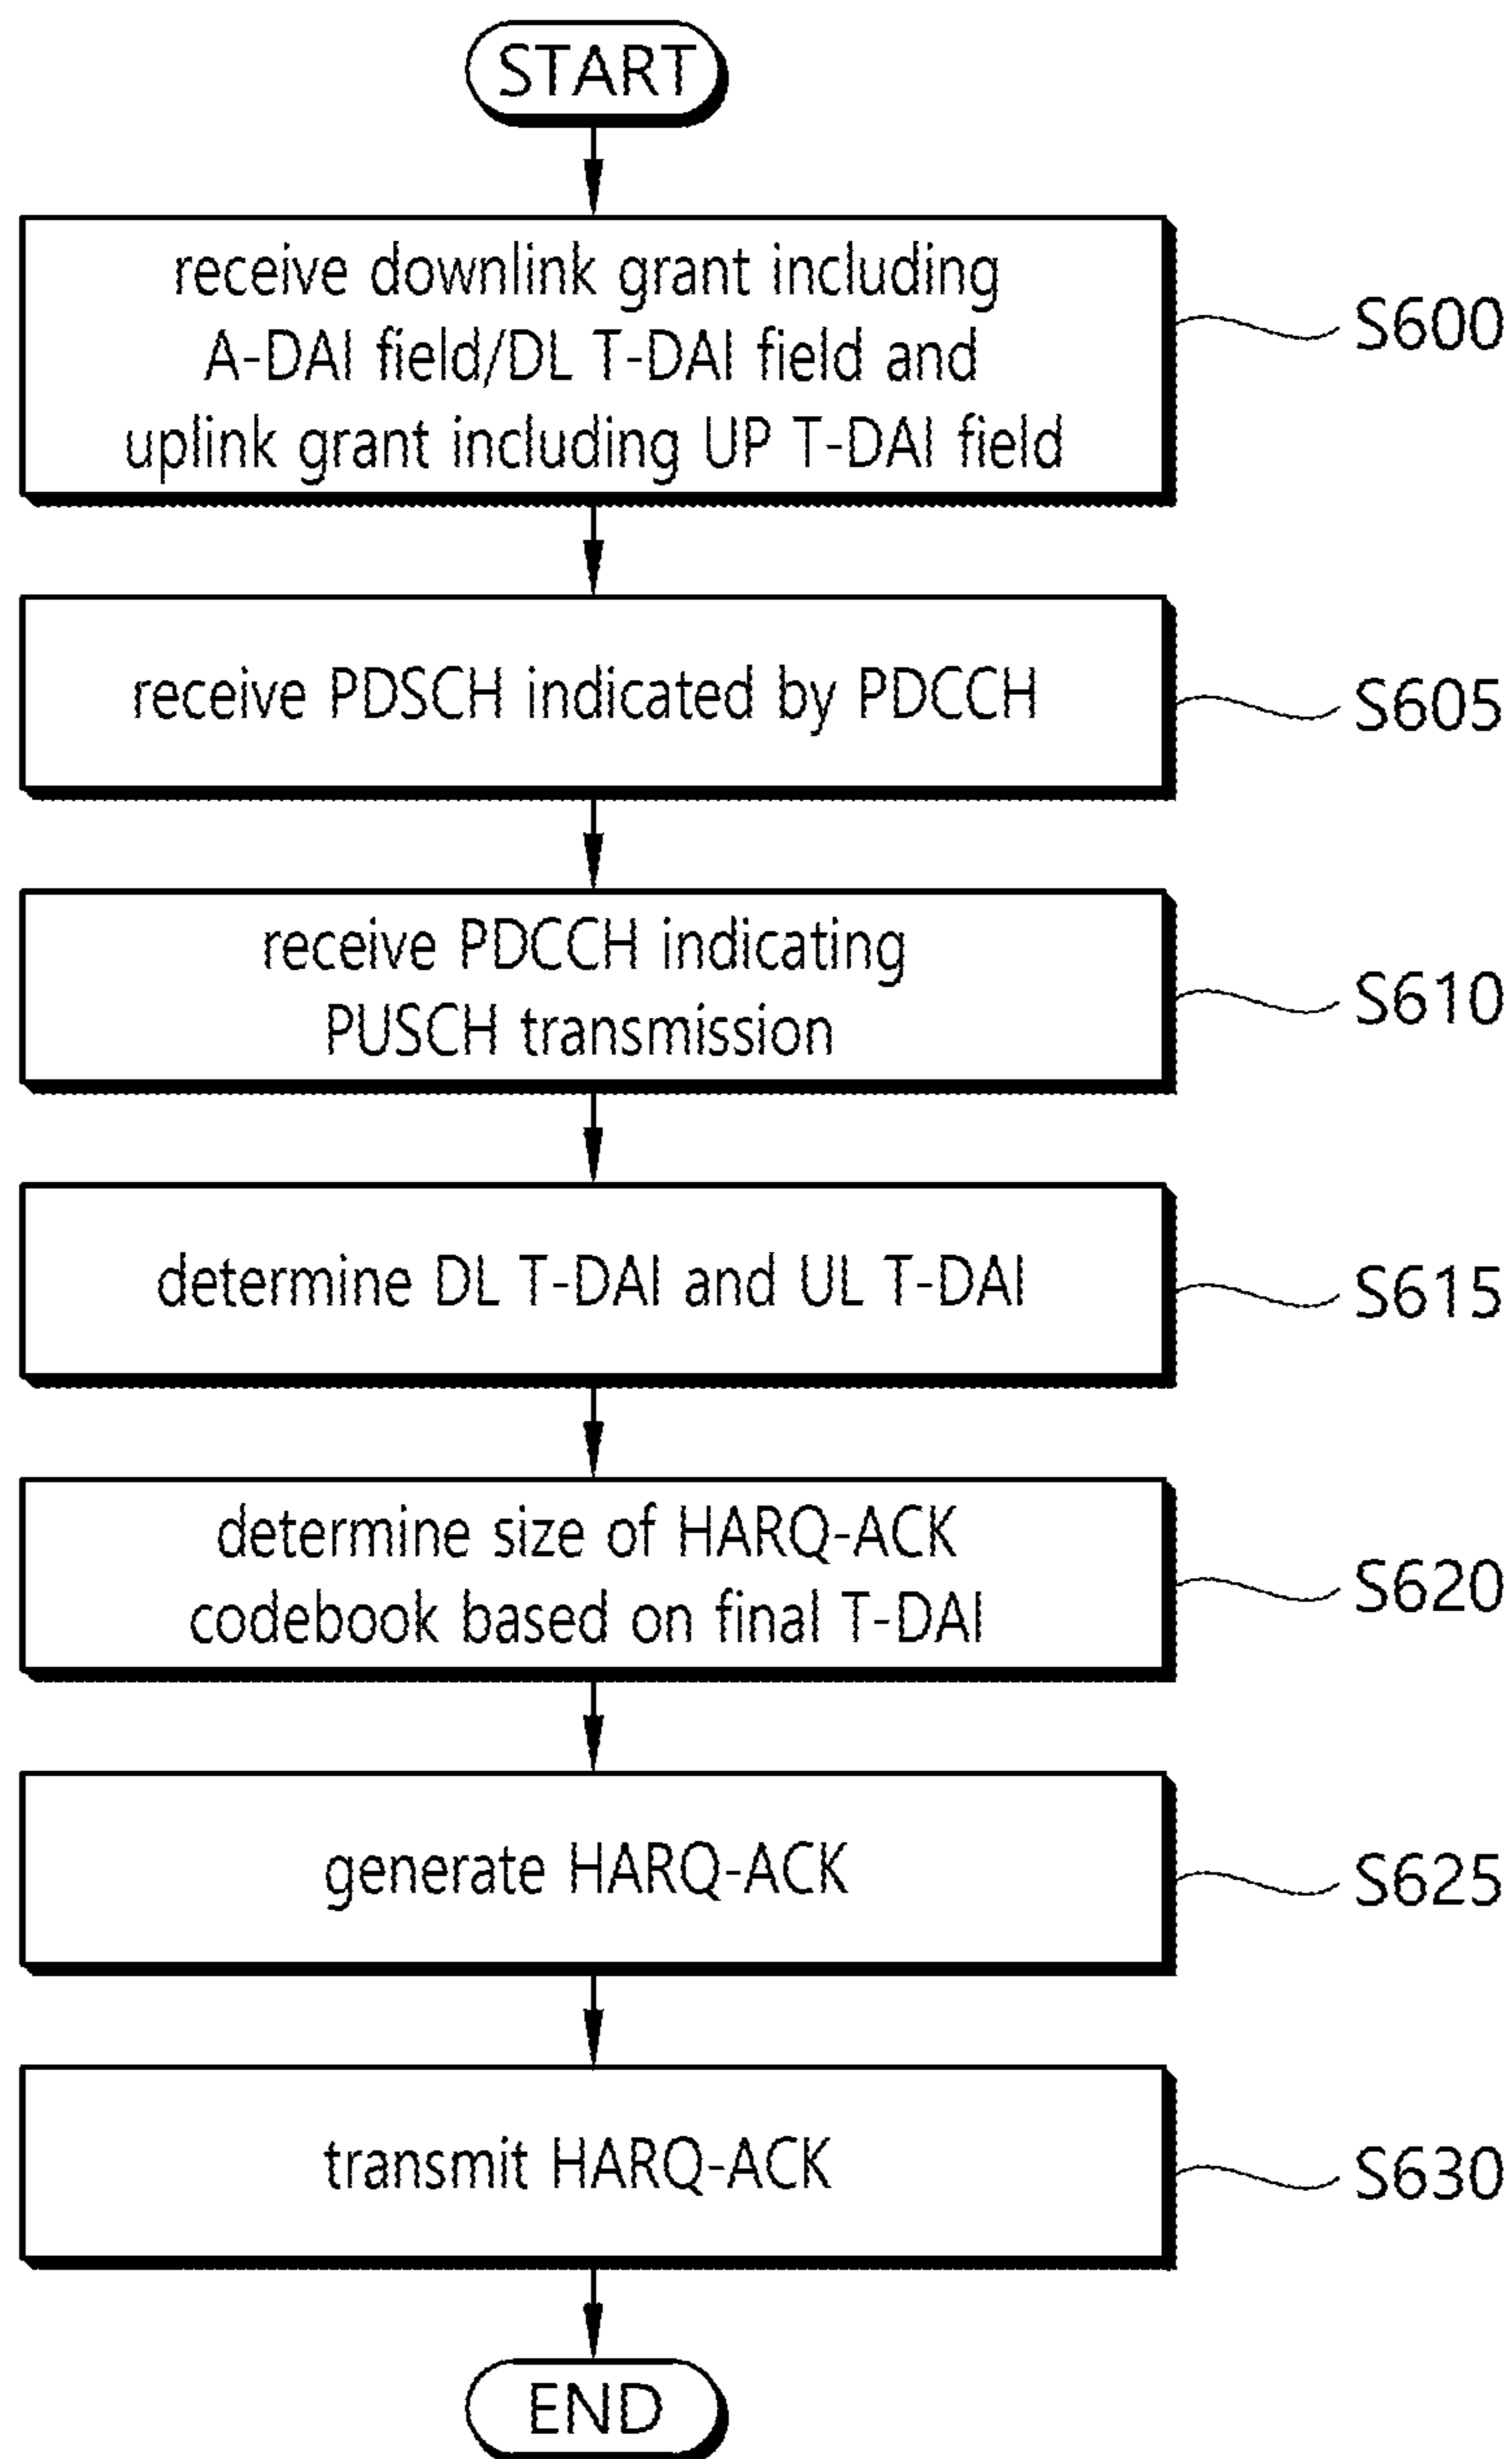 START
receive downlink grant including
A-DAI field/DL T-DAI field and
uplink grant including UP T-DAI field
S600
receive PDSCH indicated by PDCCH
S605
receive PDCCH indicating
PUSCH transmission
S610
determine DL T-DAI and UL T-DAI
S615
determine size of HARQ-ACK
codebook based on final T-DAI
S620
generate HARQ-ACK
S625
transmit HARQ-ACK
S630
END